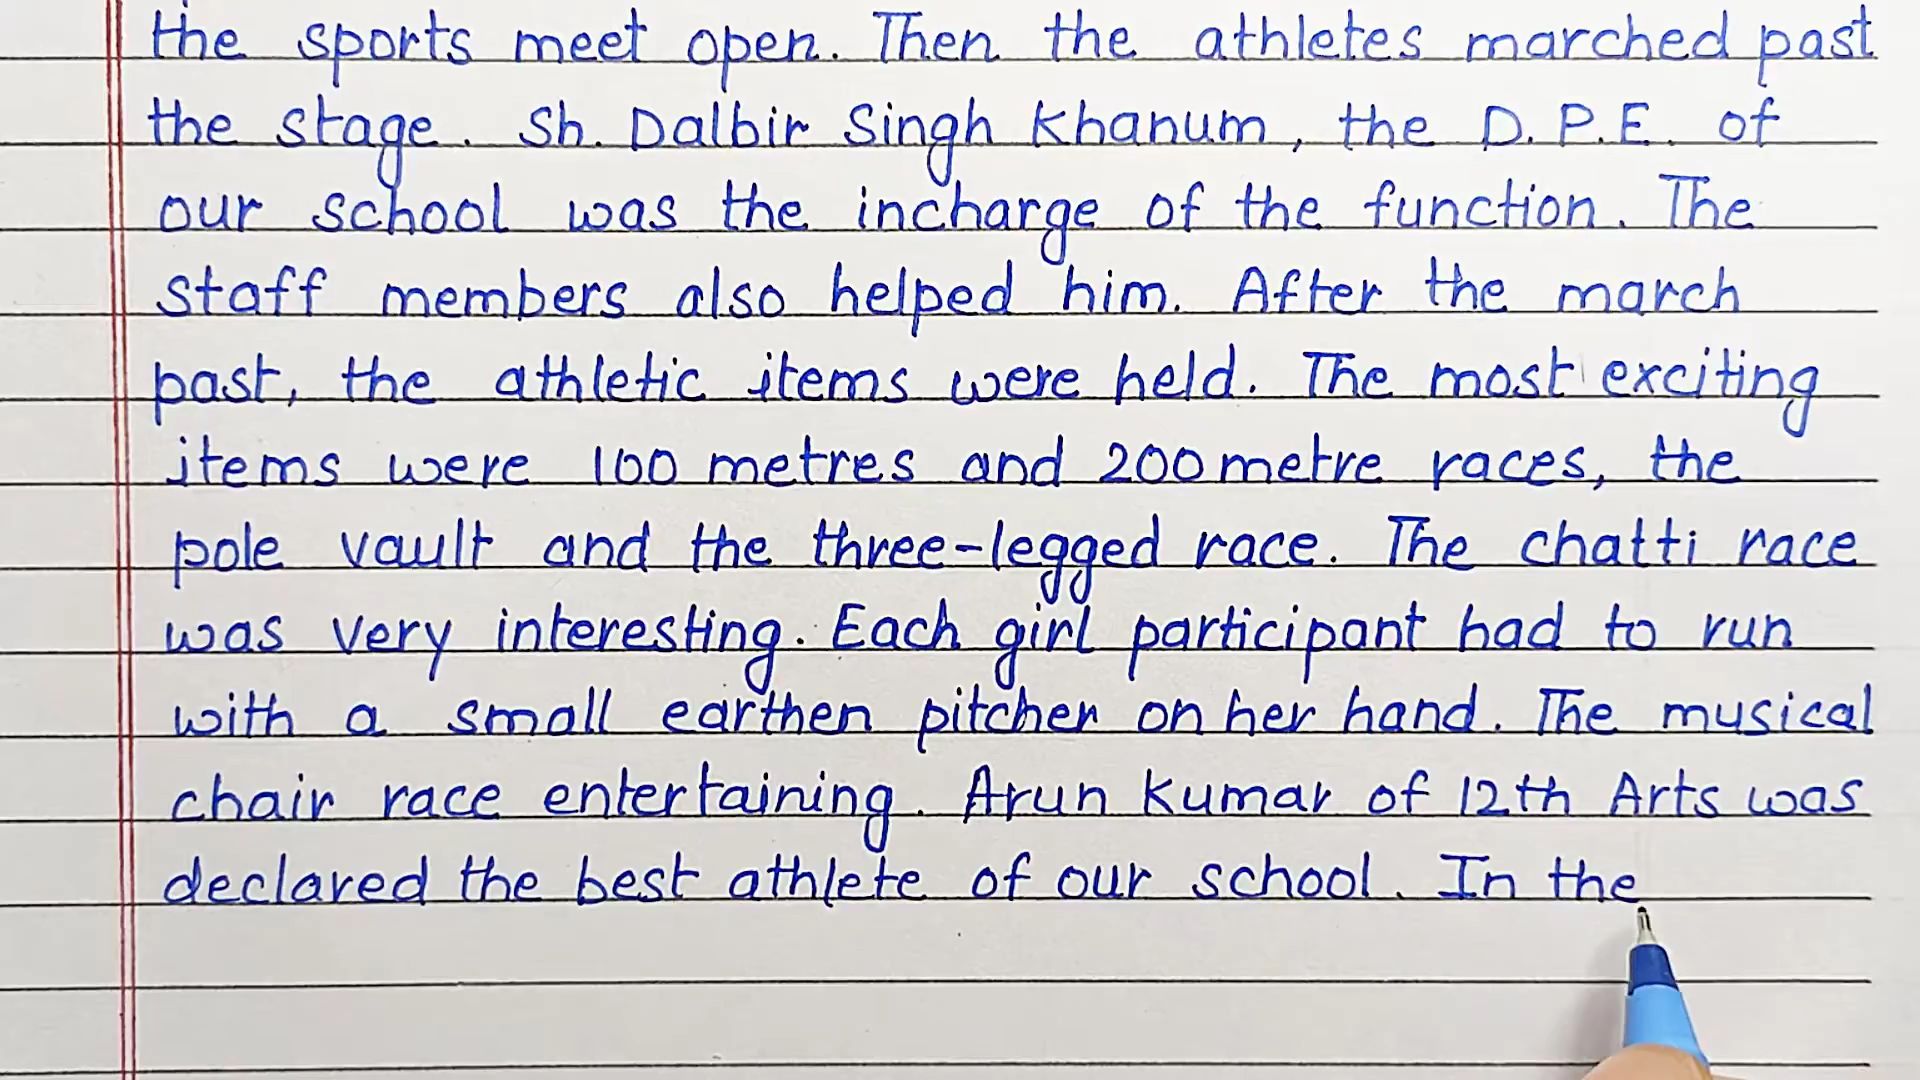 the sports meet open. Then the athletes marched past
the stage. Sh. Dalbir Singh Khanum, the D.P.E. of
our school was the incharge of the function. The
staff members also helped him. After the march
past, the athletic items were held. The most exciting
items were 100 metres and 200 metre races, the
pole vault and the three-legged race. The chatti race
was very interesting. Each girl participant had to run
with a small earthen pitcher on her hand. The musical
chair race entertaining. Arun Kumar of 12th Arts was
declared the best athlete of our school. In the